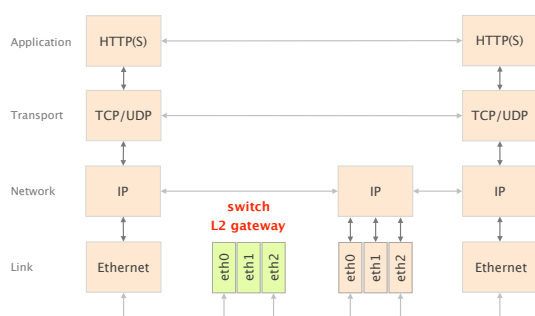 Application
HTTP(S)
HTTP(S)
Transport
TCP/UDP
TCP/UDP
Network
IP
IP
IP
switch
L2 gateway
Link
Ethernet
eth0
eth1
eth2
eth0
eth1
eth2
Ethernet